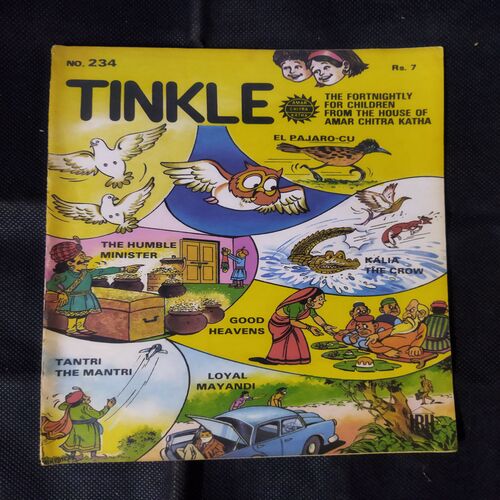 NO. 234
Rs. 7
TINKLE
AMAR
CHITRA
KATHA
THE FORTNIGHTLY
FOR CHILDREN
FROM THE HOUSE OF
AMAR CHITRA KATHA
EL PAJARO-CU
THE HUMBLE
MINISTER
KALIA
THE CROW
GOOD
HEAVENS
TANTRI
THE MANTRI
LOYAL
MAYANDI
IBH